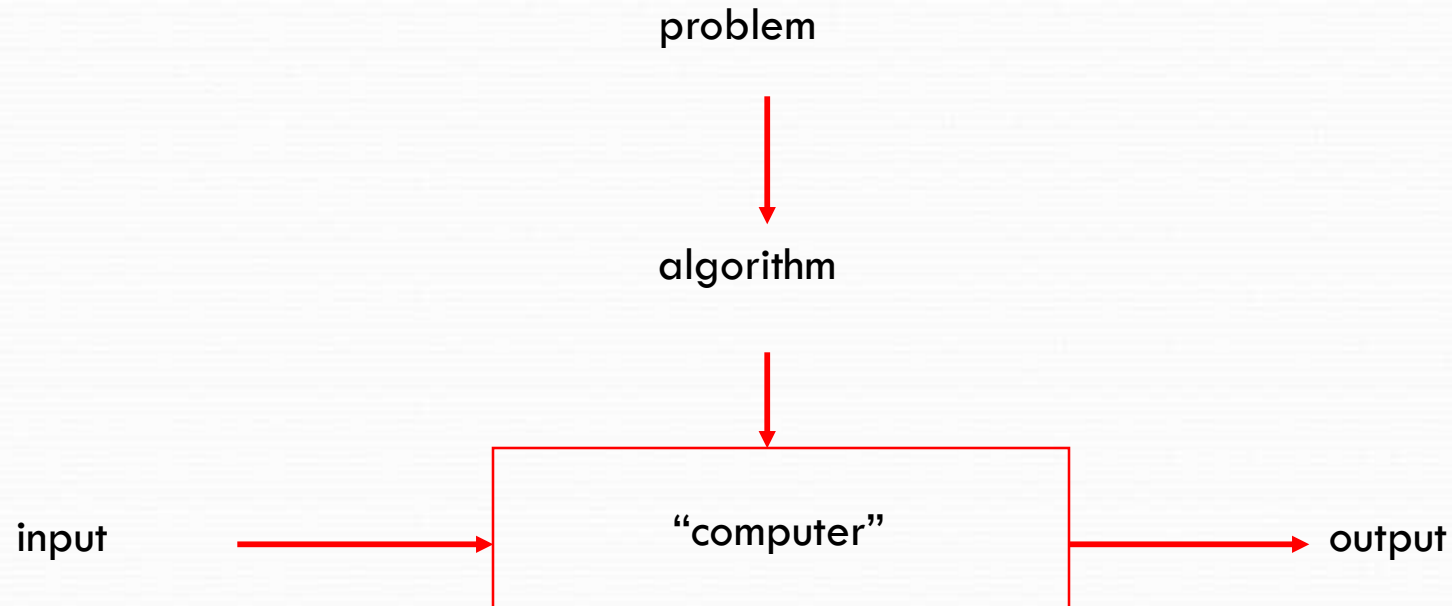 problem
algorithm
input
“computer”
output